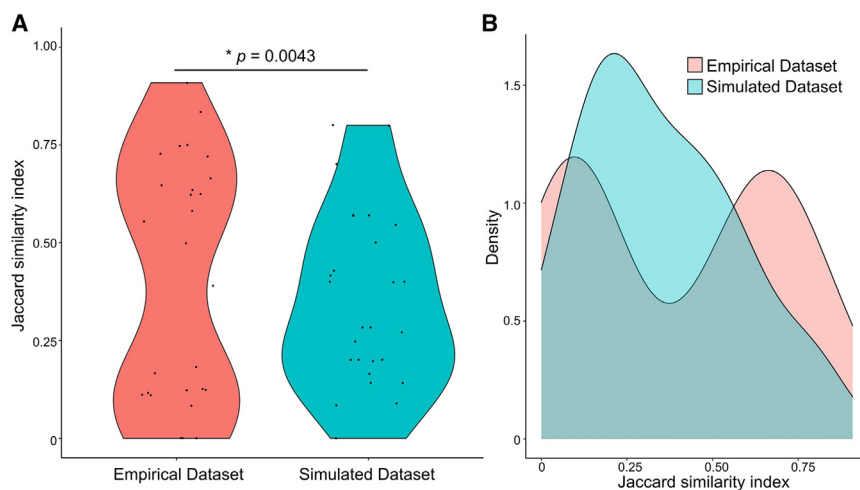 A
* p = 0.0043
1.00
0.75
0.50
0.25
0
Jaccard similarity index
Empirical Dataset
Simulated Dataset
B
Empirical Dataset
Simulated Dataset
1.5
1.0
0.5
0
Density
0
0.25
0.50
0.75
Jaccard similarity index